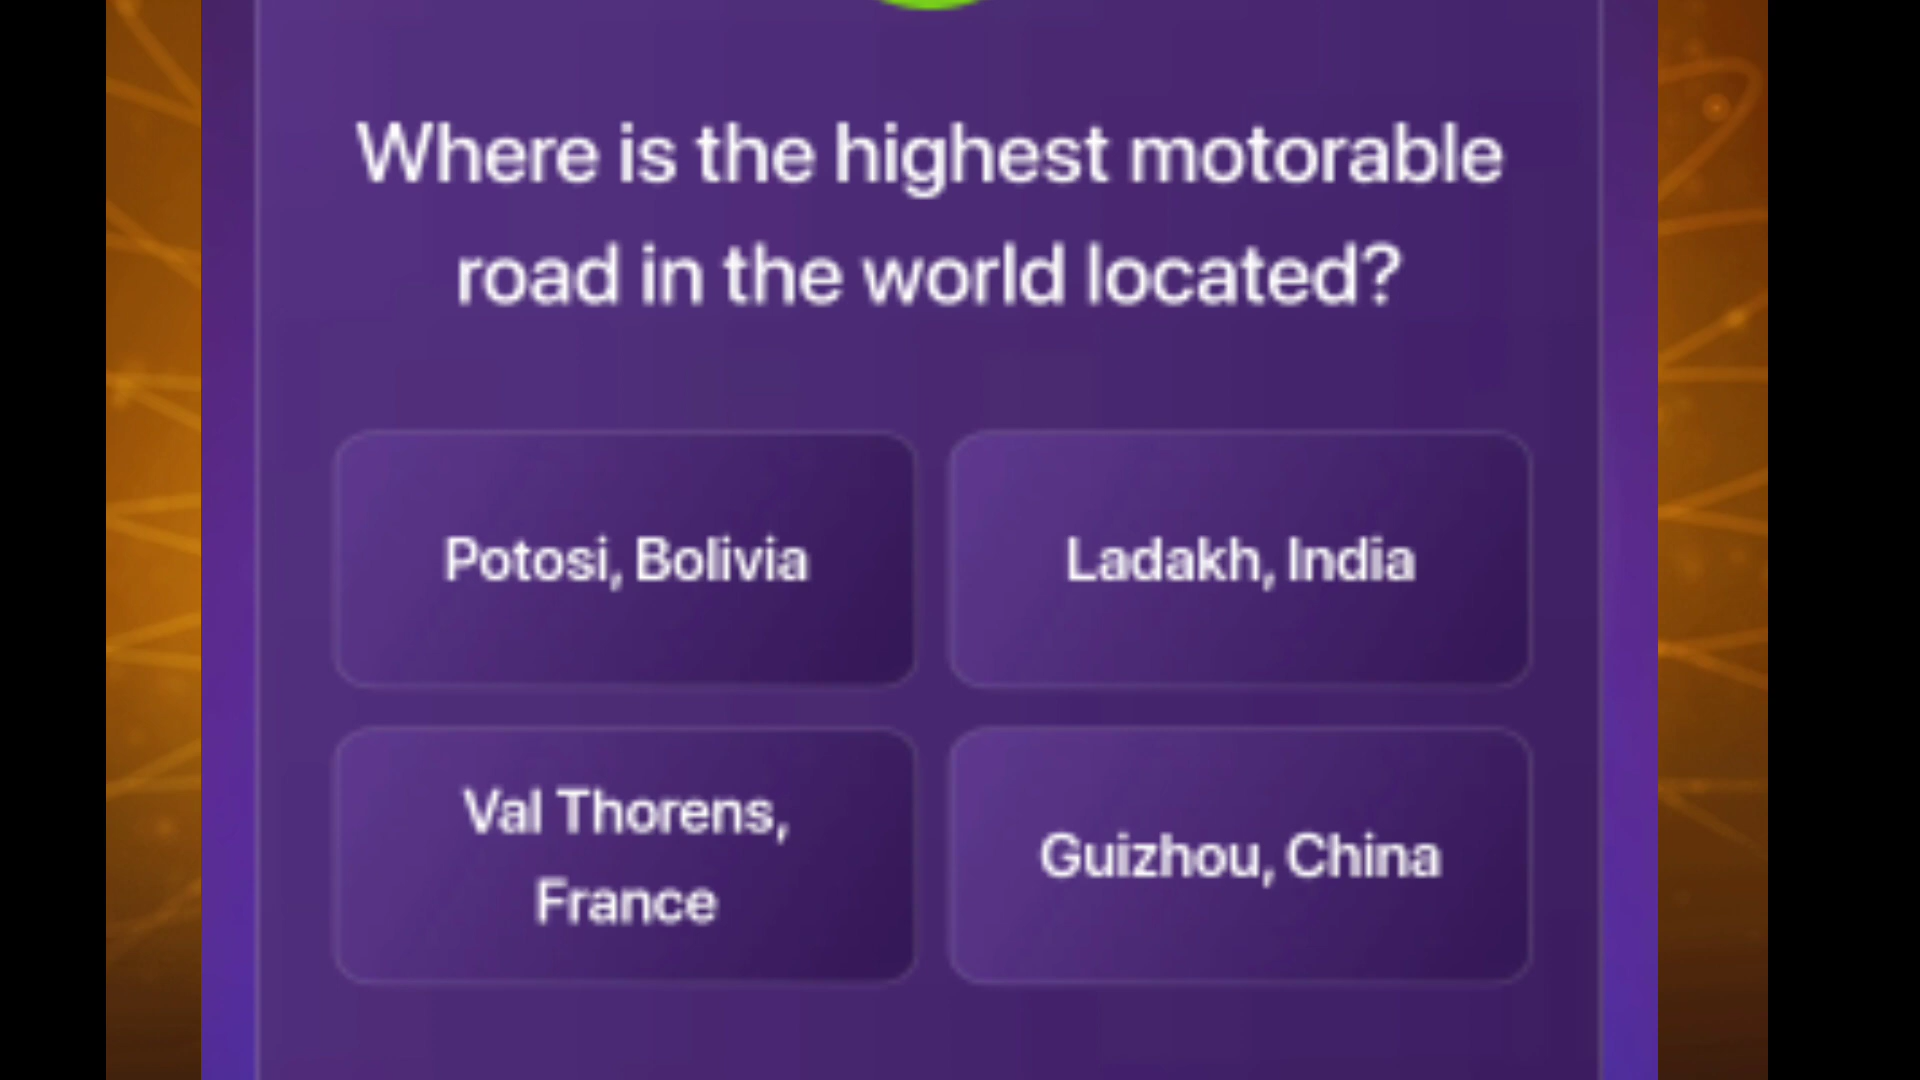 Where is the highest motorable
road in the world located?
Potosi, Bolivia
Ladakh, India
Val Thorens,
France
Guizhou, China